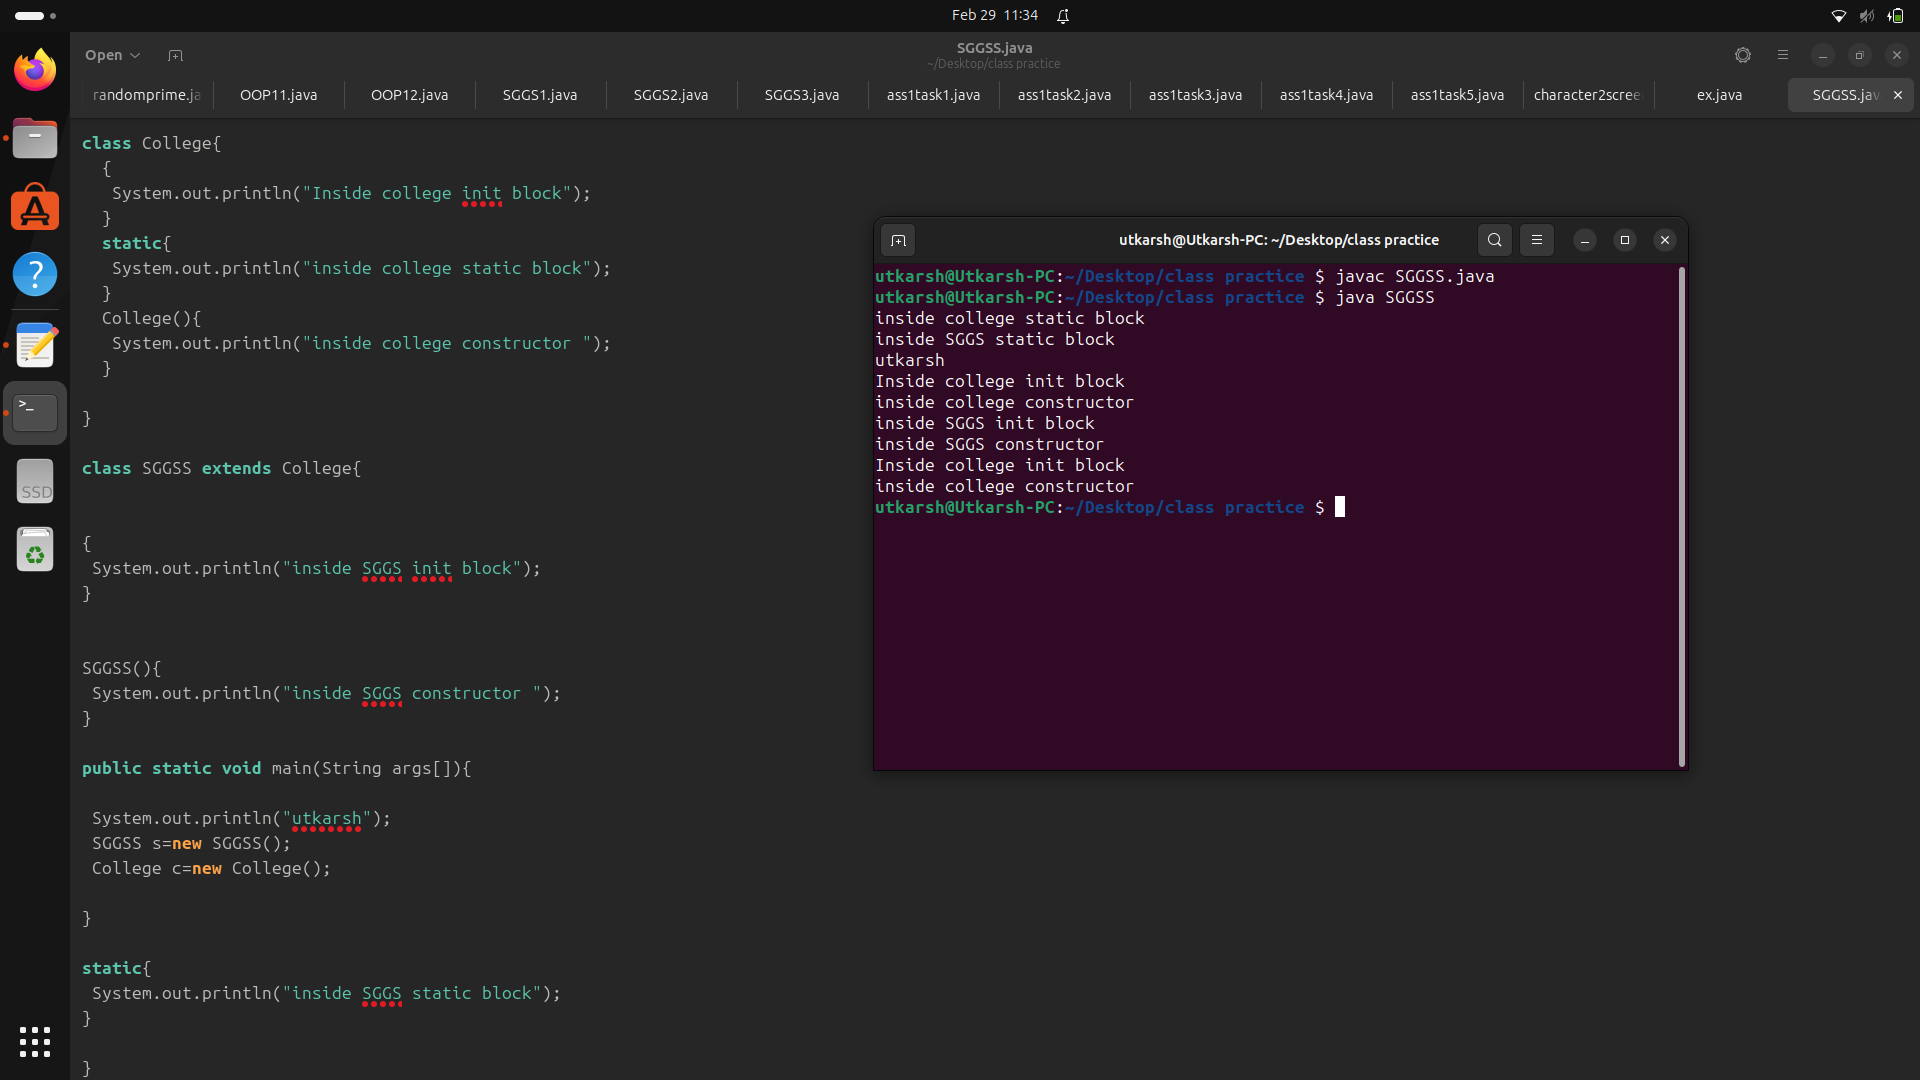 Feb 29 11:34
Open
SGGSS.java
~/Desktop/class practice
randomprime.ja
OOP11.java
OOP12.java
SGGS1.java
SGGS2.java
SGGS3.java
ass1task1.java
ass1task2.java
ass1task3.java
ass1task4.java
ass1task5.java
character2scree
ex.java
SGGSS.jav
class College{
{
System.out.println("Inside college init block");
}
static{
System.out.println("inside college static block");
}
College(){
System.out.println("inside college constructor ");
}
}
class SGGSS extends College{
{
System.out.println("inside SGGS init block");
}
SGGSS(){
System.out.println("inside SGGS constructor ");
}
public static void main(String args[]){
System.out.println("utkarsh");
SGGSS s=new SGGSS();
College c=new College();
}
static{
System.out.println("inside SGGS static block");
}
}
utkarsh@Utkarsh-PC: ~/Desktop/class practice
utkarsh@Utkarsh-PC:~/Desktop/class practice $ javac SGGSS.java
utkarsh@Utkarsh-PC:~/Desktop/class practice $ java SGGSS
inside college static block
inside SGGS static block
utkarsh
Inside college init block
inside college constructor
inside SGGS init block
inside SGGS constructor
Inside college init block
inside college constructor
utkarsh@Utkarsh-PC:~/Desktop/class practice $
SSD